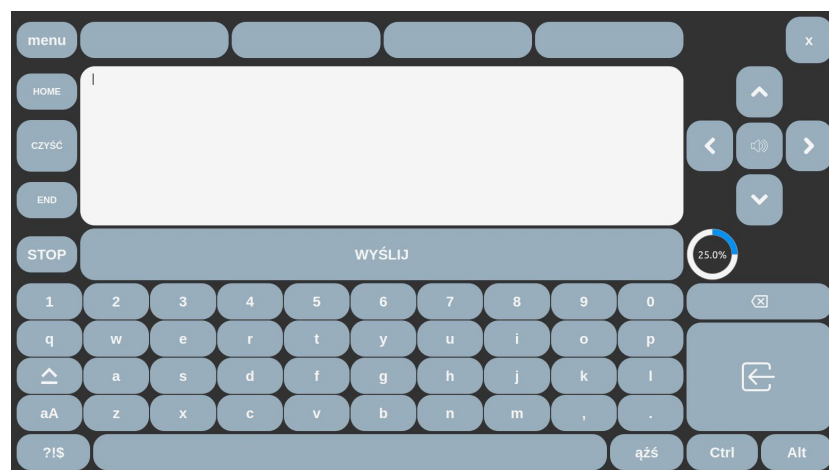 menu
x
HOME
CZYŚĆ
END
STOP
WYŚLIJ
25.0%
1 2 3 4 5 6 7 8 9 0
q w e r t y u i o p
a s d f g h j k l
aA z x c v b n m , .
?!$ ąźś Ctrl Alt